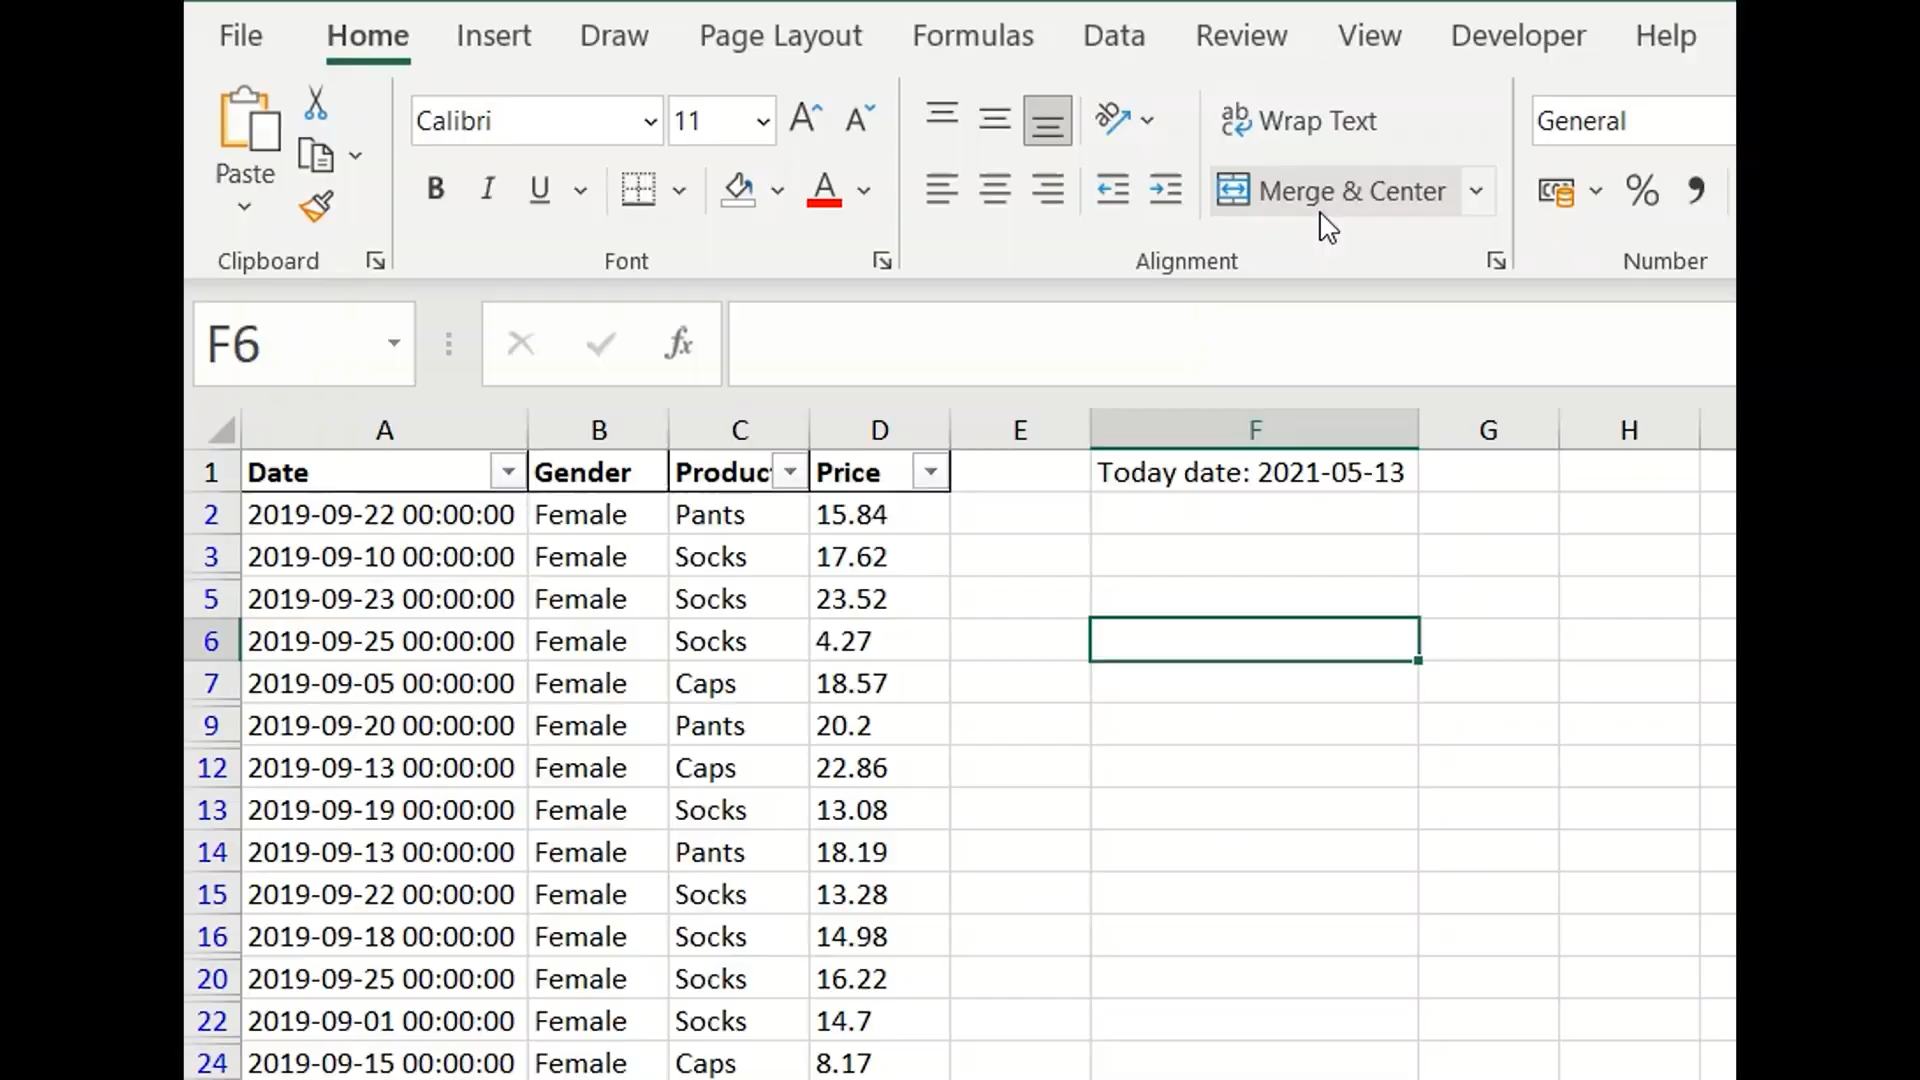 File Home Insert Draw Page Layout Formulas Data Review View Developer Help
Paste
Calibri 11
Wrap Text
General
B I U
Merge & Center
%
Clipboard Font Alignment Number
F6 fx
A B C D E F G H
1 Date Gender Produc Price Today date: 2021-05-13
2 2019-09-22 00:00:00 Female Pants 15.84
3 2019-09-10 00:00:00 Female Socks 17.62
5 2019-09-23 00:00:00 Female Socks 23.52
6 2019-09-25 00:00:00 Female Socks 4.27
7 2019-09-05 00:00:00 Female Caps 18.57
9 2019-09-20 00:00:00 Female Pants 20.2
12 2019-09-13 00:00:00 Female Caps 22.86
13 2019-09-19 00:00:00 Female Socks 13.08
14 2019-09-13 00:00:00 Female Pants 18.19
15 2019-09-22 00:00:00 Female Socks 13.28
16 2019-09-18 00:00:00 Female Socks 14.98
20 2019-09-25 00:00:00 Female Socks 16.22
22 2019-09-01 00:00:00 Female Socks 14.7
24 2019-09-15 00:00:00 Female Caps 8.17